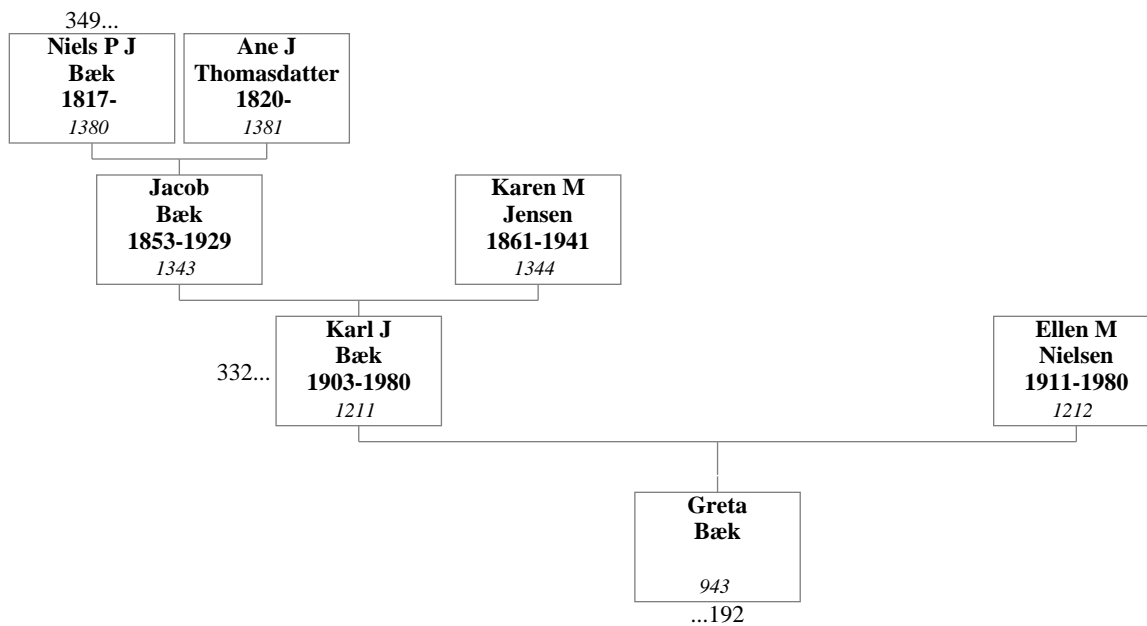 349...
Niels P J
Bæk
1817-
1380
Ane J
Thomasdatter
1820-
1381
Jacob
Bæk
1853-1929
1343
Karen M
Jensen
1861-1941
1344
332...
Karl J
Bæk
1903-1980
1211
Ellen M
Nielsen
1911-1980
1212
Greta
Bæk
943
...192